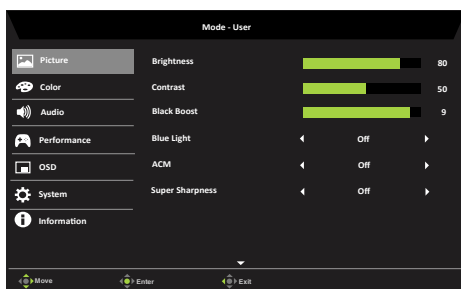 Mode - User
Picture
Brightness 80
Color
Contrast 50
Audio
Black Boost 9
Performance
Blue Light Off
OSD
ACM Off
System
Super Sharpness Off
Information
Move Enter Exit